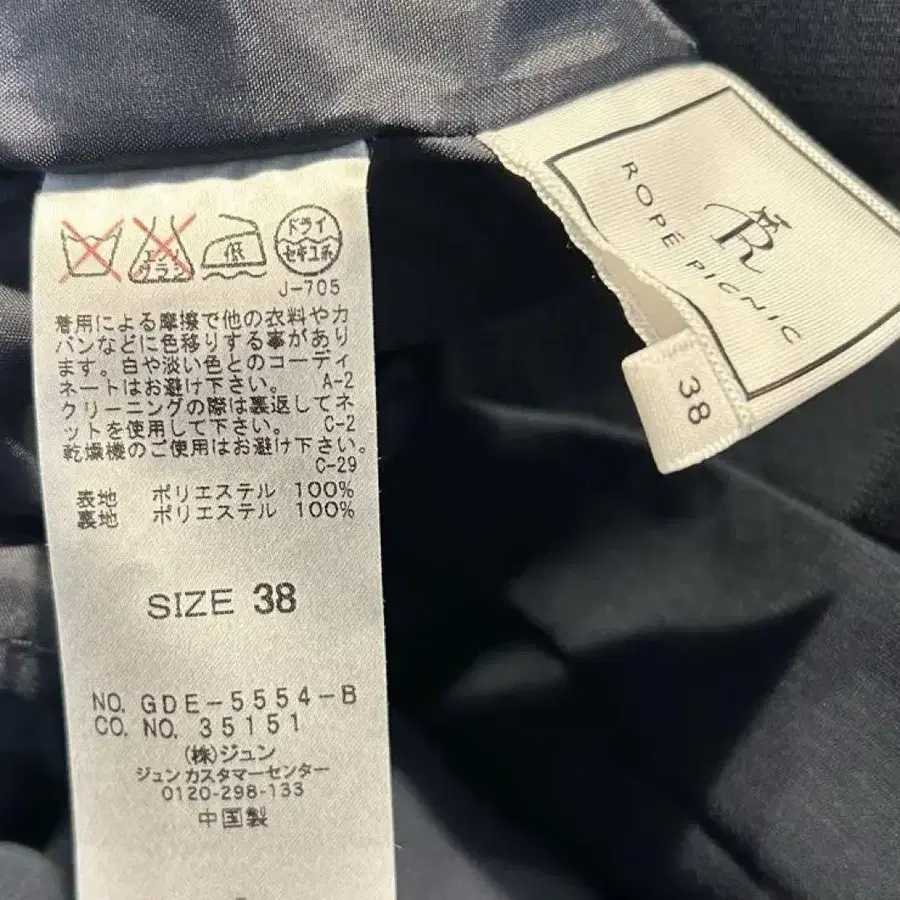 エンソ
グラシ
低
ドライ
セキユ系
J-705
着用による摩擦で他の衣料やカ
バンなどに色移りする事があり
ます。白や淡い色とのコーディ
ネートはお避け下さい。 A-2
クリーニングの際は裏返してネ
ットを使用して下さい。 C-2
乾燥機のご使用はお避け下さい。
C-29
表地 ポリエステル 100%
裏地 ポリエステル 100%
SIZE 38
NO. GDE-5554-B
CO. NO. 35151
(株)ジュン
ジュンカスタマーセンター
0120-298-133
中国製
R
ROPÉ PICNIC
38